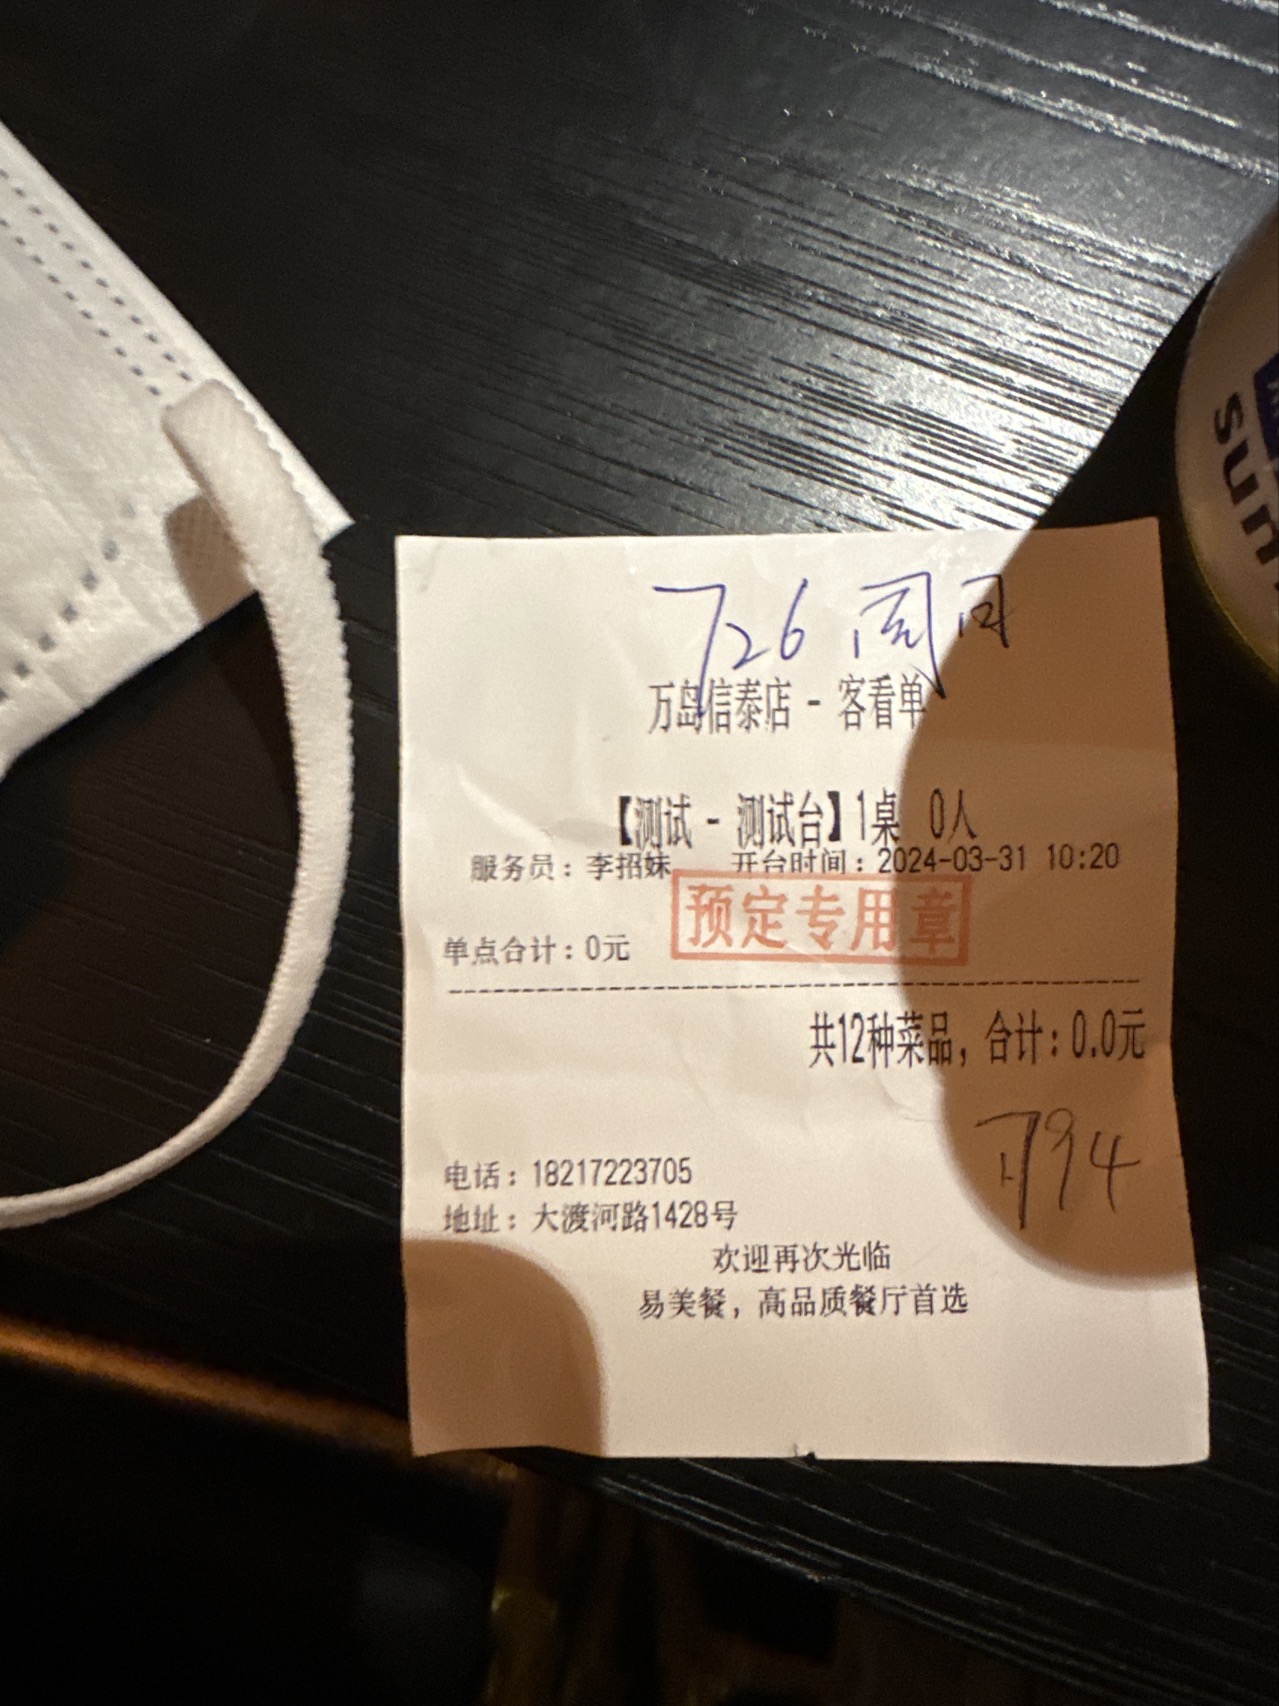 726 周周
万岛信泰店 - 客看单
【测试 - 测试台】1桌 0人
服务员：李招妹 开台时间：2024-03-31 10:20
预定专用章
单点合计：0元
共12种菜品，合计：0.0元
794
电话：18217223705
地址：大渡河路1428号
欢迎再次光临
易美餐，高品质餐厅首选